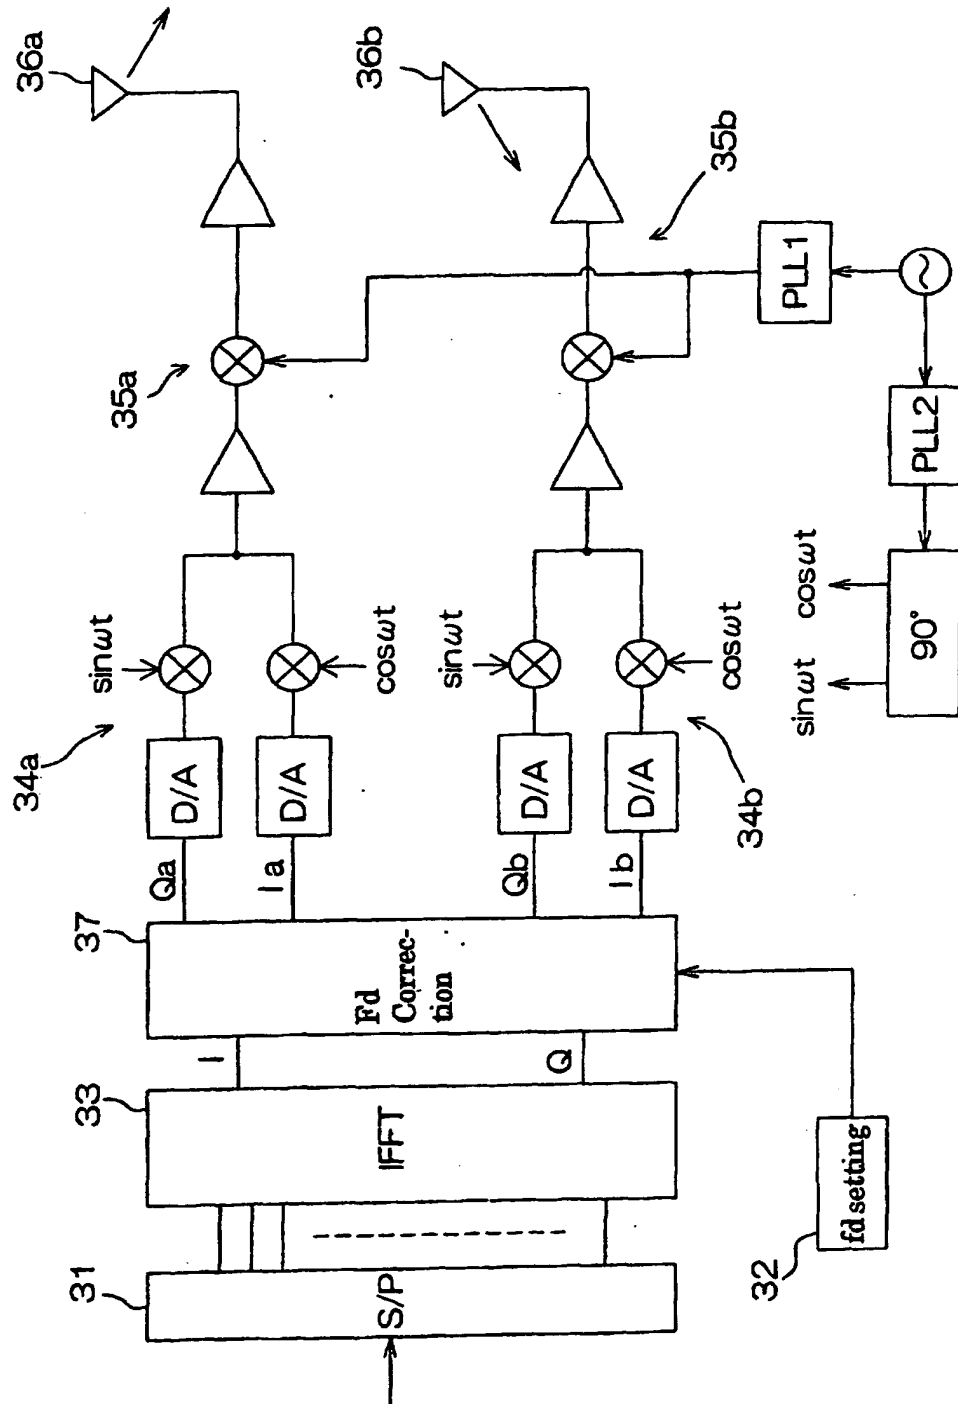 36a
36b
35b
35a
PLL1
PLL2
90°
sinωt
cosωt
sinωt
cosωt
sinωt
cosωt
34a
34b
D/A
D/A
D/A
D/A
Qa
Ia
Qb
Ib
37
Fd
Correc-
tion
I
Q
33
IFFT
31
S/P
32
fd setting